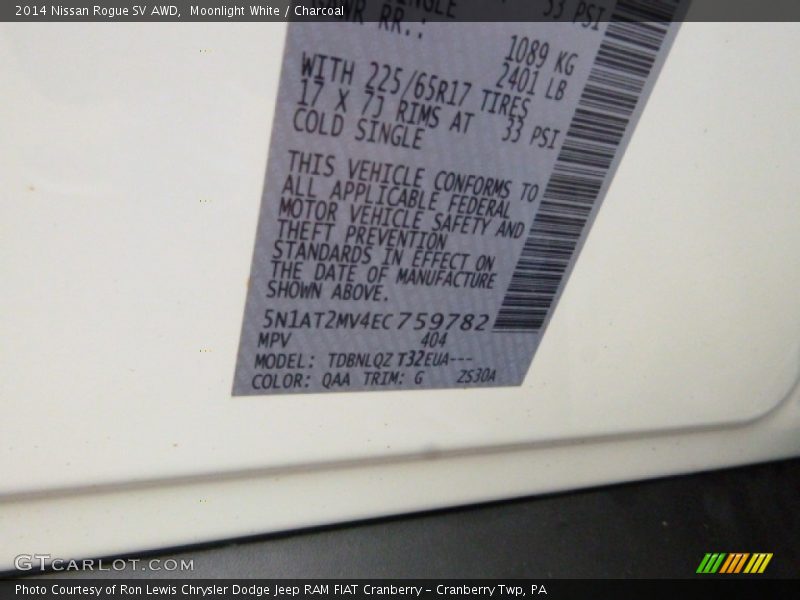 2014 Nissan Rogue SV AWD,  Moonlight White / Charcoal
SINGLE 33 PSI
GAWR RR.:
1089 KG
2401 LB
WITH 225/65R17 TIRES
17 X 7J RIMS AT 33 PSI
COLD SINGLE
THIS VEHICLE CONFORMS TO
ALL APPLICABLE FEDERAL
MOTOR VEHICLE SAFETY AND
THEFT PREVENTION
STANDARDS IN EFFECT ON
THE DATE OF MANUFACTURE
SHOWN ABOVE.
5N1AT2MV4EC759782
MPV 404
MODEL: TDBNLQZ T32EUA---
COLOR: QAA TRIM: G ZS30A
GTCARLOT.COM
Photo Courtesy of Ron Lewis Chrysler Dodge Jeep RAM FIAT Cranberry – Cranberry Twp, PA